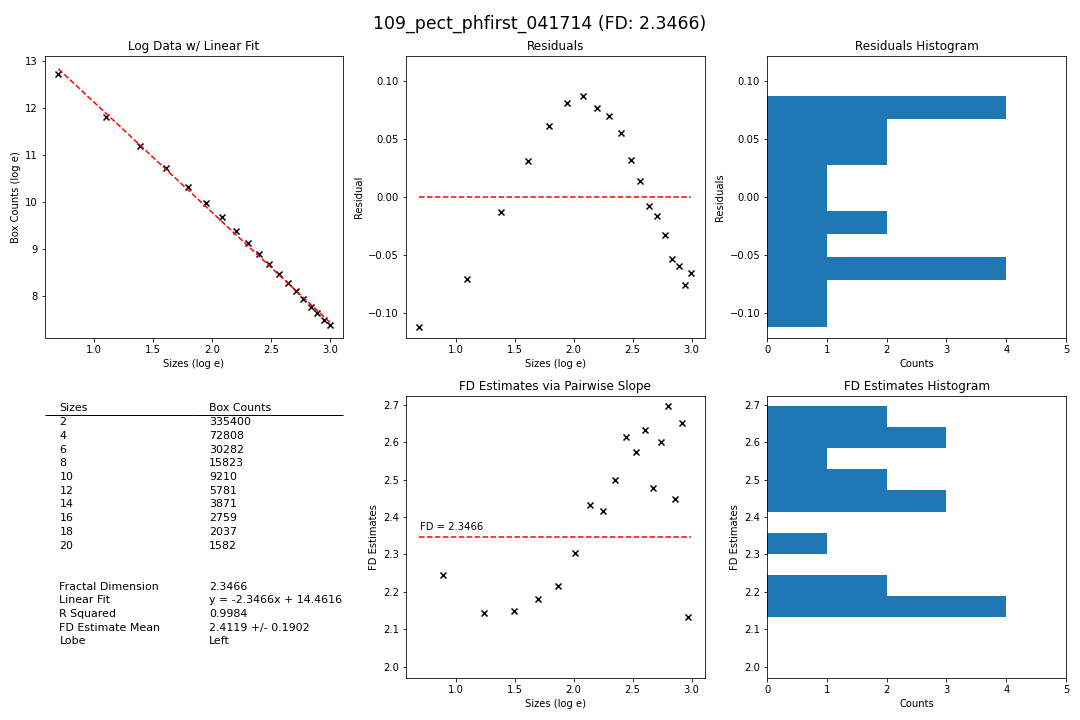 109_pect_phfirst_041714 (FD: 2.3466)
Log Data w/ Linear Fit
Box Counts (log e)
13
12
11
10
9
8
1.0 1.5 2.0 2.5 3.0
Sizes (log e)
Residuals
Residual
0.10
0.05
0.00
−0.05
−0.10
1.0 1.5 2.0 2.5 3.0
Sizes (log e)
Residuals Histogram
Residuals
0.10
0.05
0.00
−0.05
−0.10
0 1 2 3 4 5
Counts
Sizes Box Counts
2 335400
4 72808
6 30282
8 15823
10 9210
12 5781
14 3871
16 2759
18 2037
20 1582
Fractal Dimension 2.3466
Linear Fit y = -2.3466x + 14.4616
R Squared 0.9984
FD Estimate Mean 2.4119 +/- 0.1902
Lobe Left
FD Estimates via Pairwise Slope
FD Estimates
2.7
2.6
2.5
2.4
2.3
2.2
2.1
2.0
FD = 2.3466
1.0 1.5 2.0 2.5 3.0
Sizes (log e)
FD Estimates Histogram
FD Estimates
2.7
2.6
2.5
2.4
2.3
2.2
2.1
2.0
0 1 2 3 4 5
Counts